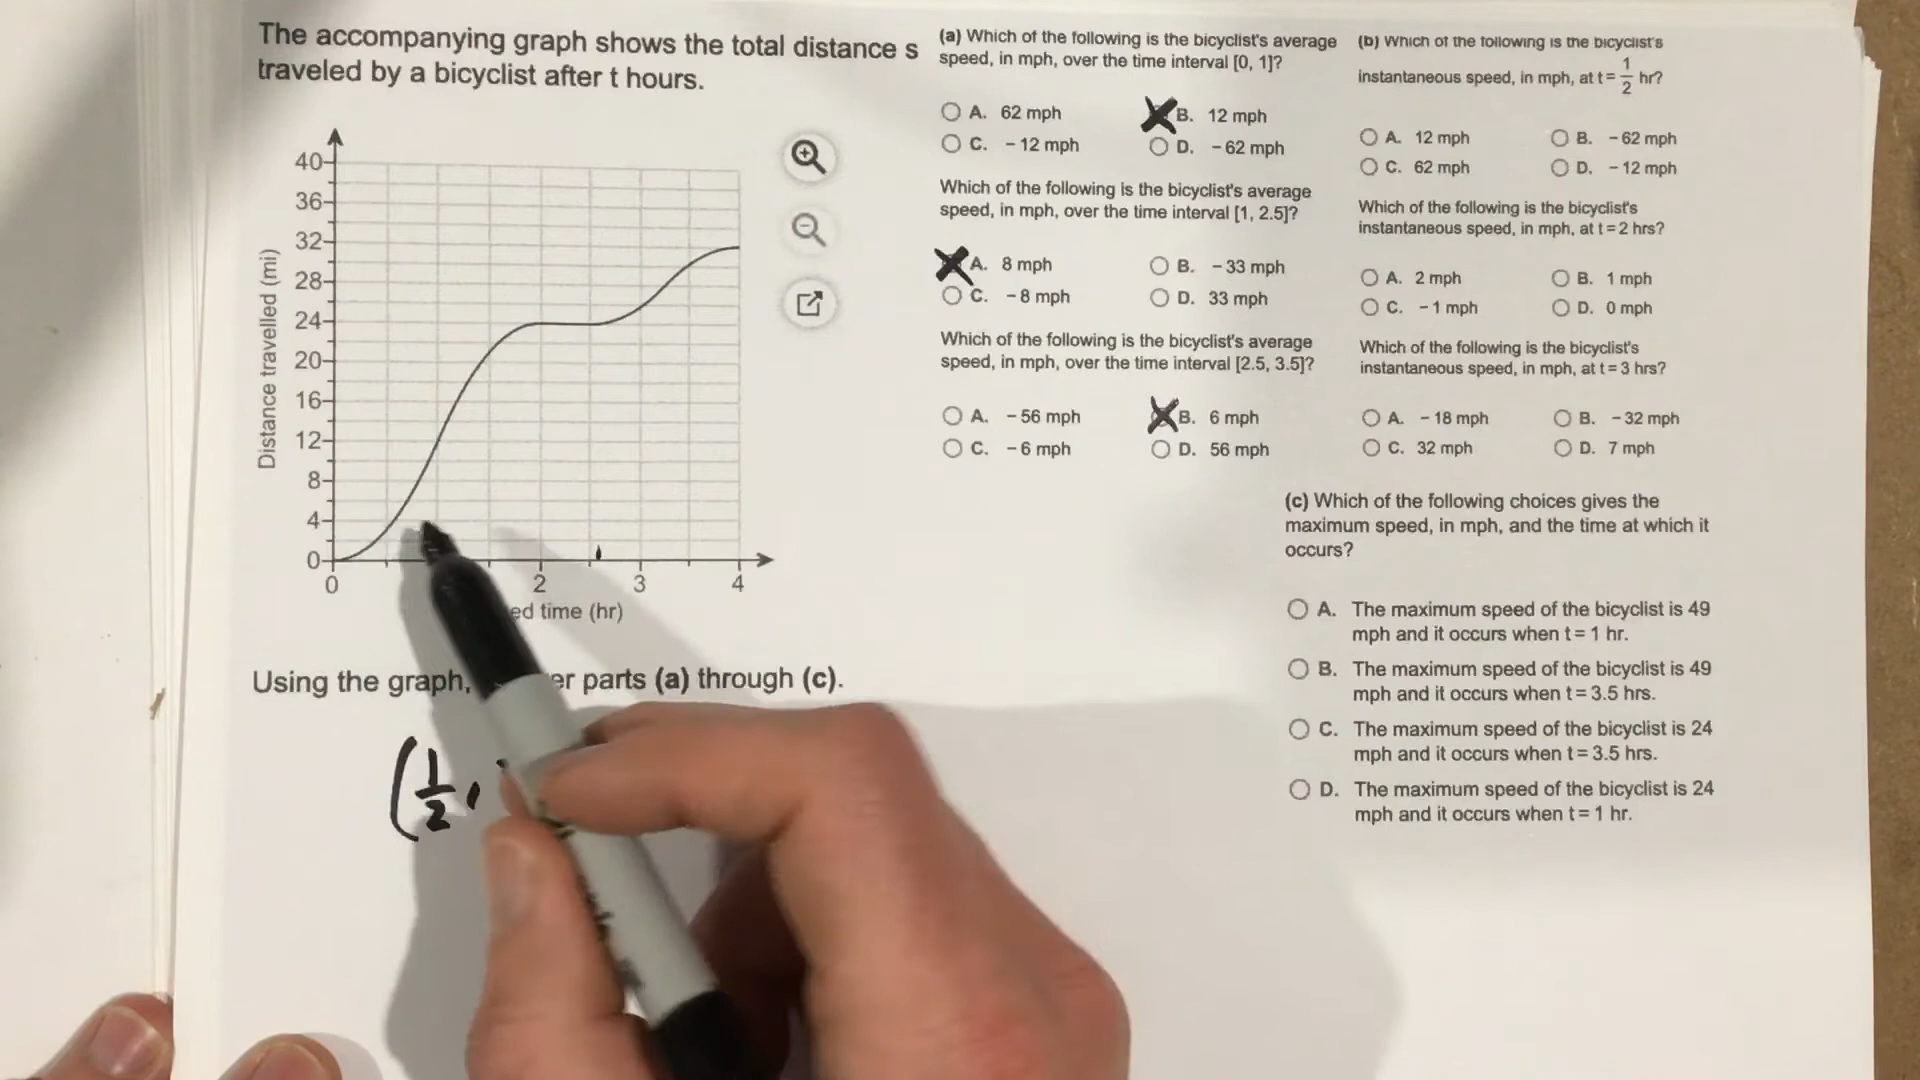 The accompanying graph shows the total distance s
traveled by a bicyclist after t hours.
40
36
32
28
24
20
16
12
8
4
0
Distance travelled (mi)
0
2
3
4
ed time (hr)
Using the graph, er parts (a) through (c).
(1/2,
(a) Which of the following is the bicyclist's average
speed, in mph, over the time interval [0, 1]?
A. 62 mph
B. 12 mph
C. - 12 mph
D. - 62 mph
Which of the following is the bicyclist's average
speed, in mph, over the time interval [1, 2.5]?
A. 8 mph
B. - 33 mph
C. - 8 mph
D. 33 mph
Which of the following is the bicyclist's average
speed, in mph, over the time interval [2.5, 3.5]?
A. - 56 mph
B. 6 mph
C. - 6 mph
D. 56 mph
(b) Which of the following is the bicyclist's
instantaneous speed, in mph, at t = 1/2 hr?
A. 12 mph
B. - 62 mph
C. 62 mph
D. - 12 mph
Which of the following is the bicyclist's
instantaneous speed, in mph, at t = 2 hrs?
A. 2 mph
B. 1 mph
C. - 1 mph
D. 0 mph
Which of the following is the bicyclist's
instantaneous speed, in mph, at t = 3 hrs?
A. - 18 mph
B. - 32 mph
C. 32 mph
D. 7 mph
(c) Which of the following choices gives the
maximum speed, in mph, and the time at which it
occurs?
A. The maximum speed of the bicyclist is 49
mph and it occurs when t = 1 hr.
B. The maximum speed of the bicyclist is 49
mph and it occurs when t = 3.5 hrs.
C. The maximum speed of the bicyclist is 24
mph and it occurs when t = 3.5 hrs.
D. The maximum speed of the bicyclist is 24
mph and it occurs when t = 1 hr.